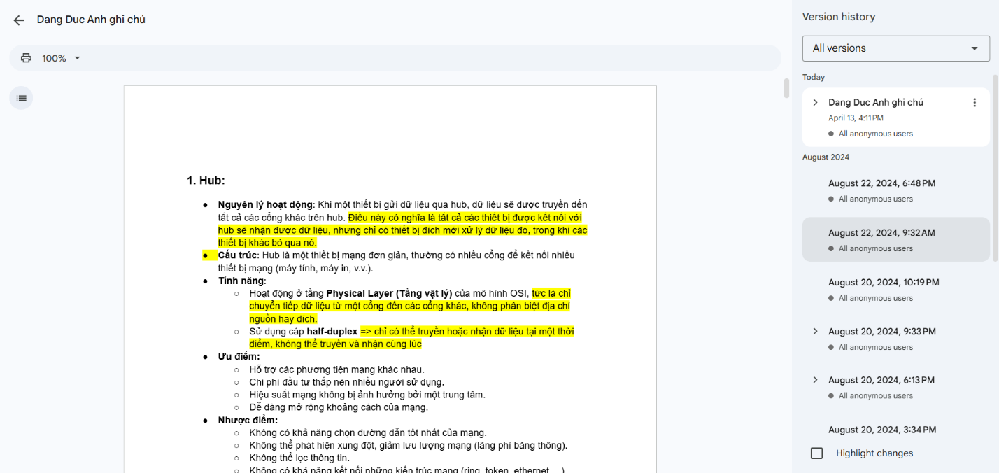 Dang Duc Anh ghi chú
100%
1. Hub:
● Nguyên lý hoạt động: Khi một thiết bị gửi dữ liệu qua hub, dữ liệu sẽ được truyền đến
tất cả các cổng khác trên hub. Điều này có nghĩa là tất cả các thiết bị được kết nối với
hub sẽ nhận được dữ liệu, nhưng chỉ có thiết bị đích mới xử lý dữ liệu đó, trong khi các
thiết bị khác bỏ qua nó.
● Cấu trúc: Hub là một thiết bị mạng đơn giản, thường có nhiều cổng để kết nối nhiều
thiết bị mạng (máy tính, máy in, v.v.).
● Tính năng:
○ Hoạt động ở tầng Physical Layer (Tầng vật lý) của mô hình OSI, tức là chỉ
chuyển tiếp dữ liệu từ một cổng đến các cổng khác, không phân biệt địa chỉ
nguồn hay đích.
○ Sử dụng cáp half-duplex => chỉ có thể truyền hoặc nhận dữ liệu tại một thời
điểm, không thể truyền và nhận cùng lúc
● Ưu điểm:
○ Hỗ trợ các phương tiện mạng khác nhau.
○ Chi phí đầu tư thấp nên nhiều người sử dụng.
○ Hiệu suất mạng không bị ảnh hưởng bởi một trung tâm.
○ Dễ dàng mở rộng khoảng cách của mạng.
● Nhược điểm:
○ Không có khả năng chọn đường dẫn tốt nhất của mạng.
○ Không thể phát hiện xung đột, giảm lưu lượng mạng (lãng phí băng thông).
○ Không thể lọc thông tin.
○ Không có khả năng kết nối những kiến trúc mạng (ring, token, ethernet,...)
Version history
All versions
Today
Dang Duc Anh ghi chú
April 13, 4:11 PM
All anonymous users
August 2024
August 22, 2024, 6:48 PM
All anonymous users
August 22, 2024, 9:32 AM
All anonymous users
August 20, 2024, 10:19 PM
All anonymous users
August 20, 2024, 9:33 PM
All anonymous users
August 20, 2024, 6:13 PM
All anonymous users
August 20, 2024, 3:34 PM
Highlight changes